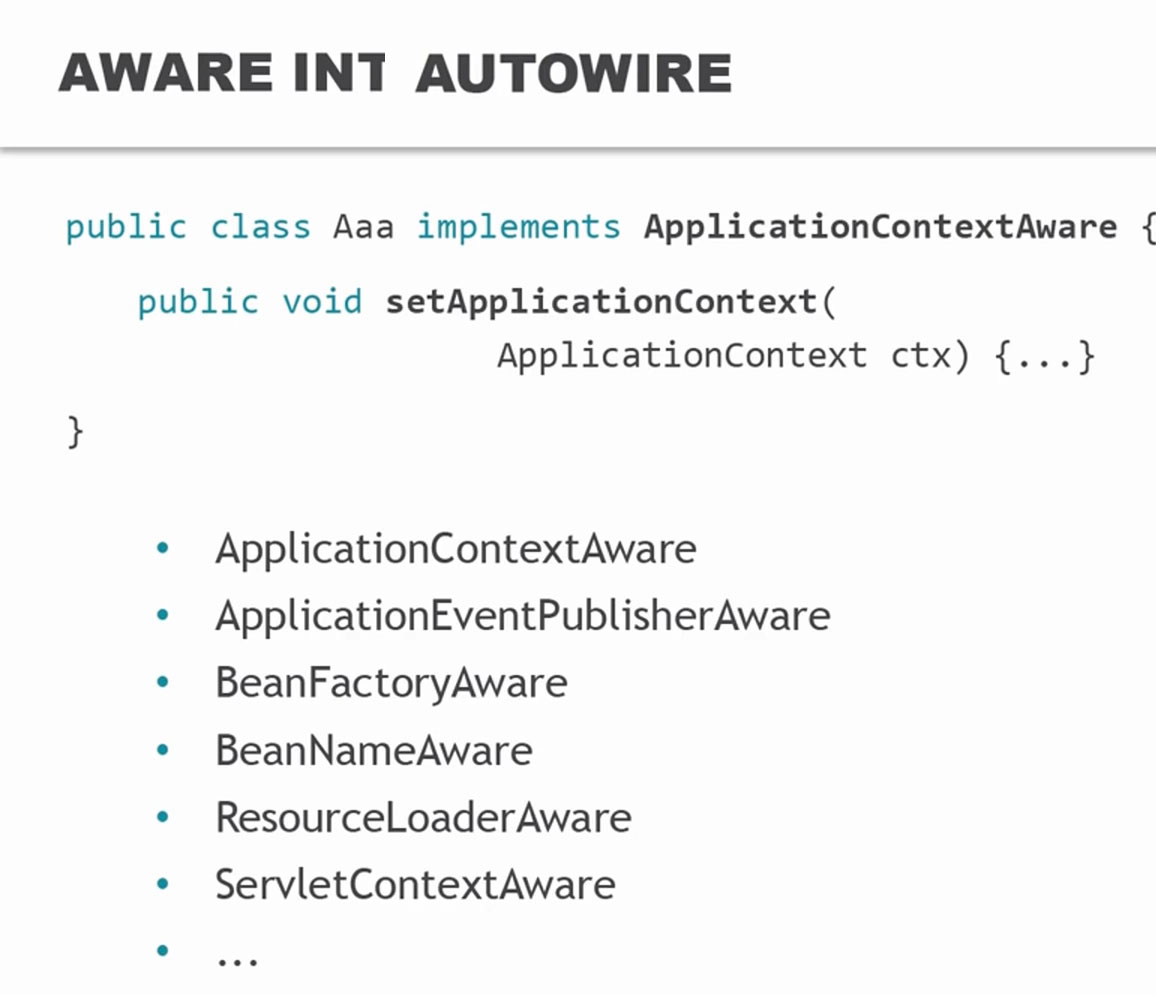 AWARE INT AUTOWIRE
public class Aaa implements ApplicationContextAware {
public void setApplicationContext(
ApplicationContext ctx) {...}
}
• ApplicationContextAware
• ApplicationEventPublisherAware
• BeanFactoryAware
• BeanNameAware
• ResourceLoaderAware
• ServletContextAware
• ...